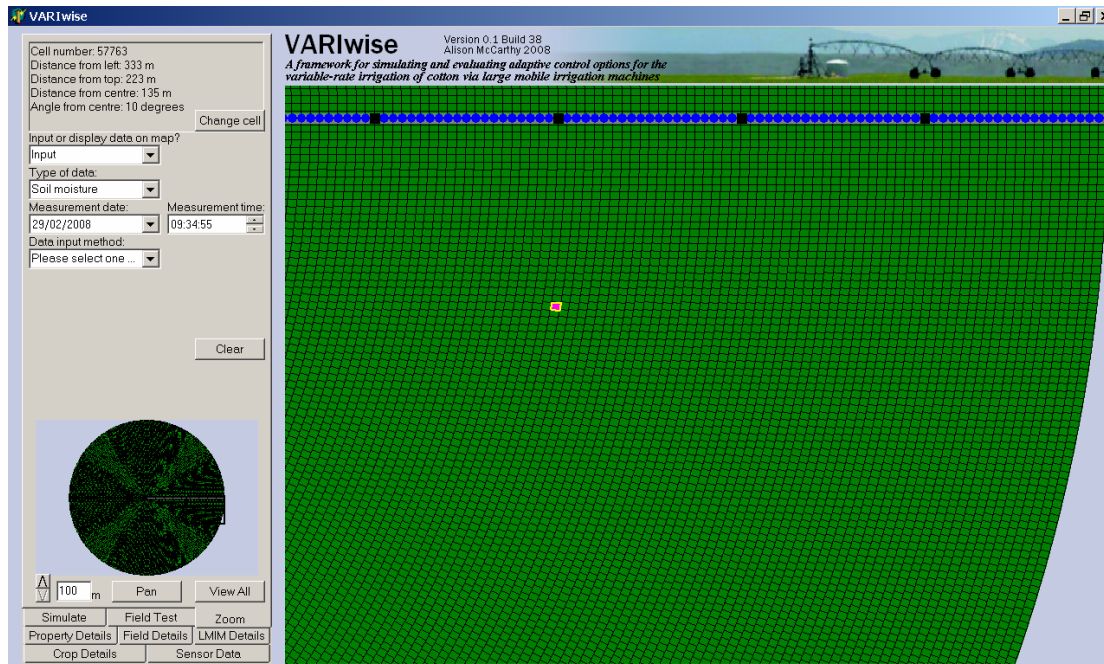 VARIwise
Cell number: 57763
Distance from left: 333 m
Distance from top: 223 m
Distance from centre: 135 m
Angle from centre: 10 degrees
Change cell
Input or display data on map?
Input
Type of data:
Soil moisture
Measurement date: Measurement time:
29/02/2008 09:34:55
Data input method:
Please select one ...
Clear
100 m Pan View All
Simulate Field Test Zoom
Property Details Field Details LMIM Details
Crop Details Sensor Data
VARIwise Version 0.1 Build 38
Alison McCarthy 2008
A framework for simulating and evaluating adaptive control options for the
variable-rate irrigation of cotton via large mobile irrigation machines